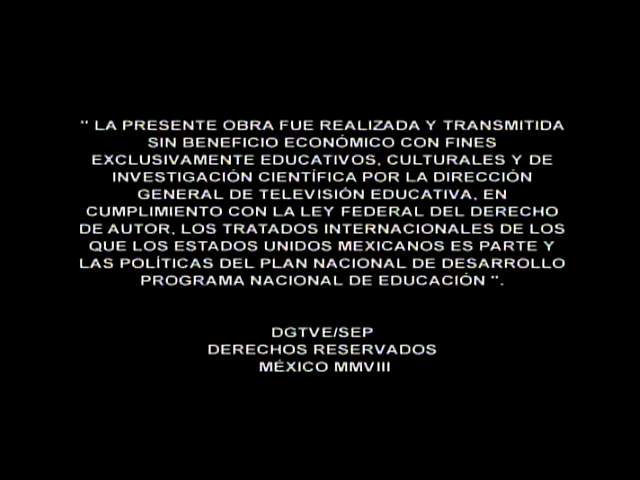 " LA PRESENTE OBRA FUE REALIZADA Y TRANSMITIDA
SIN BENEFICIO ECONÓMICO CON FINES
EXCLUSIVAMENTE EDUCATIVOS, CULTURALES Y DE
INVESTIGACIÓN CIENTÍFICA POR LA DIRECCIÓN
GENERAL DE TELEVISIÓN EDUCATIVA, EN
CUMPLIMIENTO CON LA LEY FEDERAL DEL DERECHO
DE AUTOR, LOS TRATADOS INTERNACIONALES DE LOS
QUE LOS ESTADOS UNIDOS MEXICANOS ES PARTE Y
LAS POLÍTICAS DEL PLAN NACIONAL DE DESARROLLO
PROGRAMA NACIONAL DE EDUCACIÓN ".
DGTVE/SEP
DERECHOS RESERVADOS
MÉXICO MMVIII